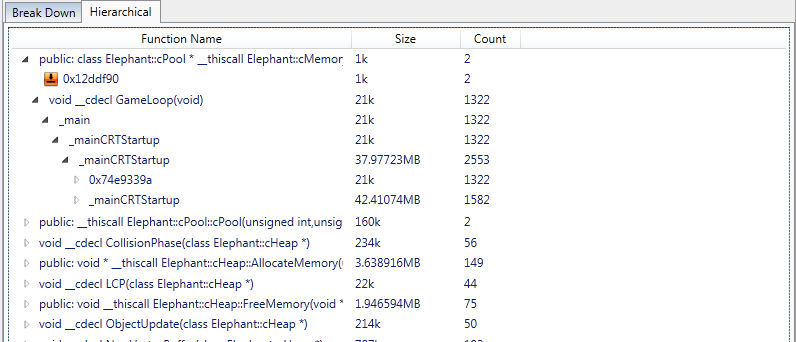 Break Down Hierarchical
Function Name Size Count
public: class Elephant::cPool * __thiscall Elephant::cMemor 1k 2
0x12ddf90 1k 2
void __cdecl GameLoop(void) 21k 1322
_main 21k 1322
_mainCRTStartup 21k 1322
_mainCRTStartup 37.97723MB 2553
0x74e9339a 21k 1322
_mainCRTStartup 42.41074MB 1582
public: __thiscall Elephant::cPool::cPool(unsigned int,unsig 160k 2
void __cdecl CollisionPhase(class Elephant::cHeap *) 234k 56
public: void * __thiscall Elephant::cHeap::AllocateMemory(u 3.638916MB 149
void __cdecl LCP(class Elephant::cHeap *) 22k 44
public: void __thiscall Elephant::cHeap::FreeMemory(void * 1.946594MB 75
void __cdecl ObjectUpdate(class Elephant::cHeap *) 214k 50